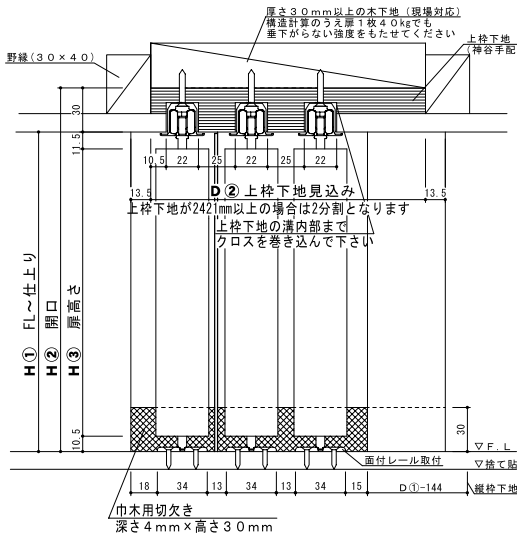 厚さ30mm以上の木下地（現場対応）
構造計算のうえ扉1枚40kgでも
垂下がらない強度をもたせてください
上枠下地
（神谷手配
野縁（30×40）
30
11.5
10.5 22 25 22 25 22
13.5 D② 上枠下地見込み 13.5
上枠下地が2421mm以上の場合は2分割となります
上枠下地の溝内部まで
クロスを巻き込んで下さい
H① FL～仕上り
H② 開口
H③ 扉高さ
10.5
30
▽F.L
▽捨て貼
面付レール取付
18 34 13 34 13 34 15 D①-144
縦枠下地
巾木用切欠き
深さ4mm×高さ30mm